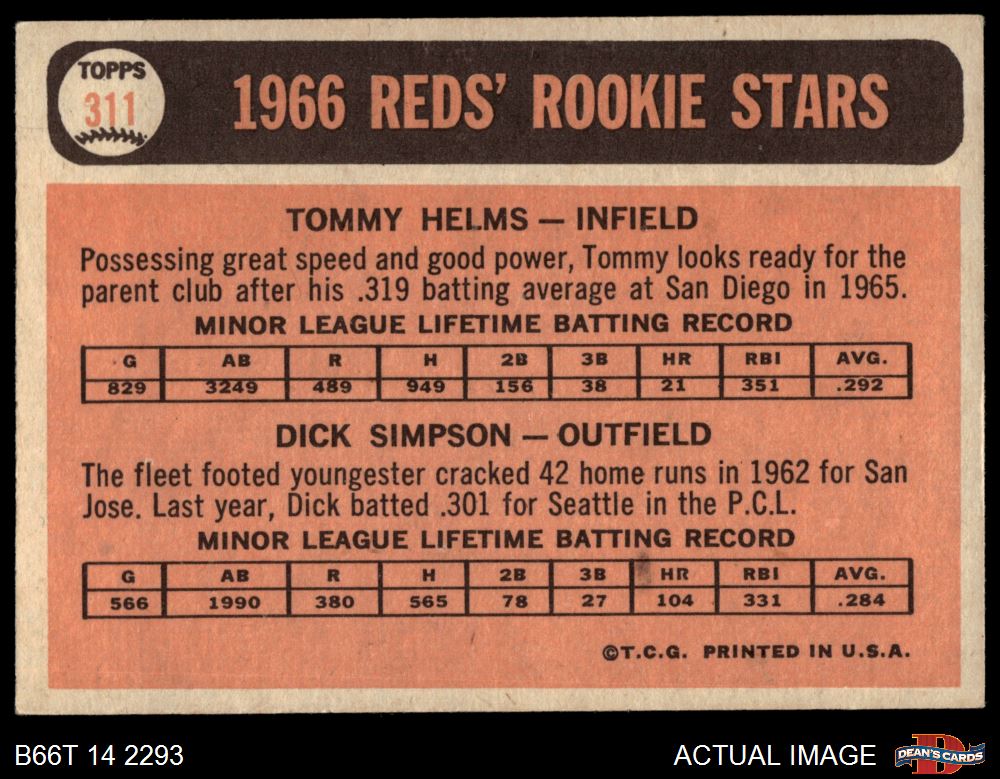 TOPPS
311
1966 REDS' ROOKIE STARS
TOMMY HELMS — INFIELD
Possessing great speed and good power, Tommy looks ready for the
parent club after his .319 batting average at San Diego in 1965.
MINOR LEAGUE LIFETIME BATTING RECORD
G AB R H 2B 3B HR RBI AVG.
829 3249 489 949 156 38 21 351 .292
DICK SIMPSON — OUTFIELD
The fleet footed youngester cracked 42 home runs in 1962 for San
Jose. Last year, Dick batted .301 for Seattle in the P.C.L.
MINOR LEAGUE LIFETIME BATTING RECORD
G AB R H 2B 3B HR RBI AVG.
566 1990 380 565 78 27 104 331 .284
©T.C.G. PRINTED IN U.S.A.
B66T 14 2293
ACTUAL IMAGE
DEAN'S CARDS